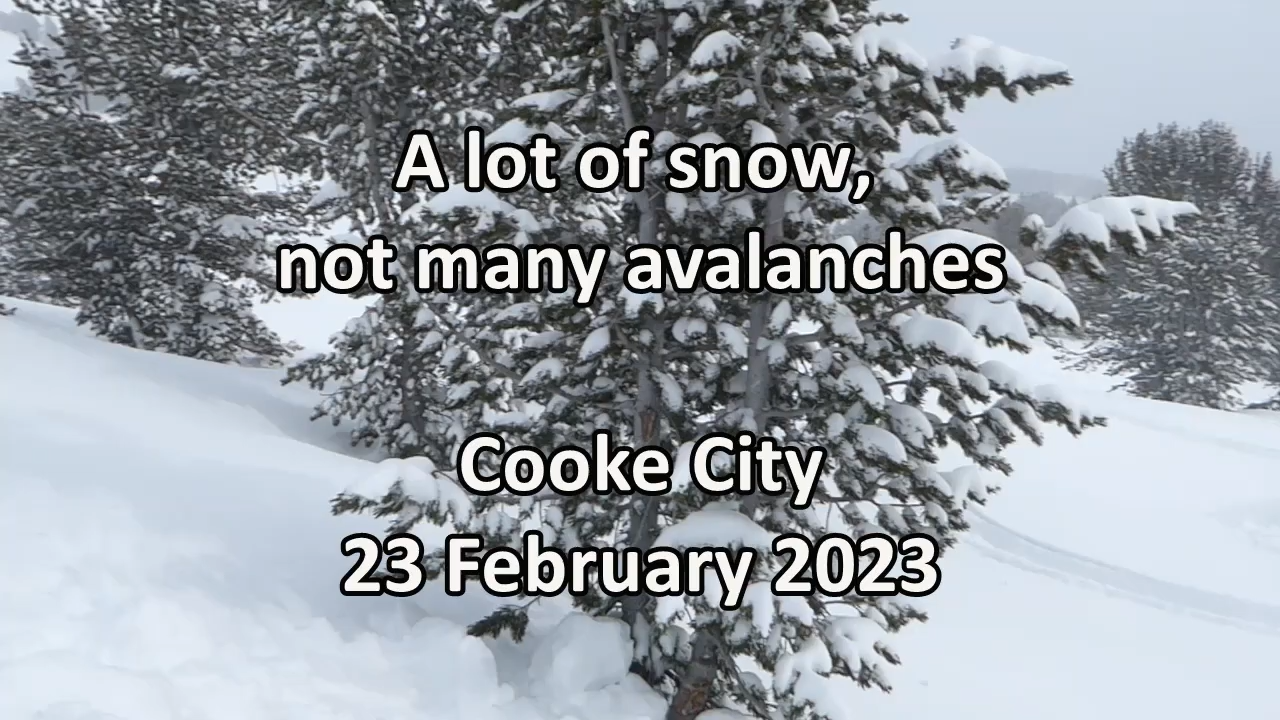 A lot of snow,
not many avalanches
Cooke City
23 February 2023